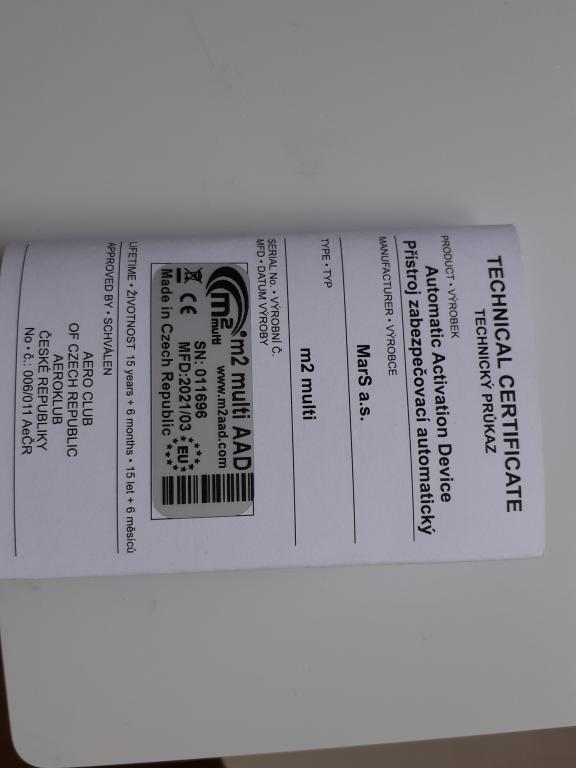 TECHNICAL CERTIFICATE
TECHNICKÝ PRŮKAZ
PRODUCT • VÝROBEK
Automatic Activation Device
Přístroj zabezpečovací automatický
MANUFACTURER • VÝROBCE
MarS a.s.
TYPE • TYP
m2 multi
SERIAL No. • VÝROBNÍ Č.
MFD • DATUM VÝROBY
m2 multi
m2 multi AAD
www.m2aad.com
SN: 011696
MFD:2021/03
EU
CE
Made in Czech Republic
LIFETIME • ŽIVOTNOST 15 years + 6 months • 15 let + 6 měsíců
APPROVED BY • SCHVÁLEN
AERO CLUB
OF CZECH REPUBLIC
AEROKLUB
ČESKÉ REPUBLIKY
No • č.: 006/011 AeČR